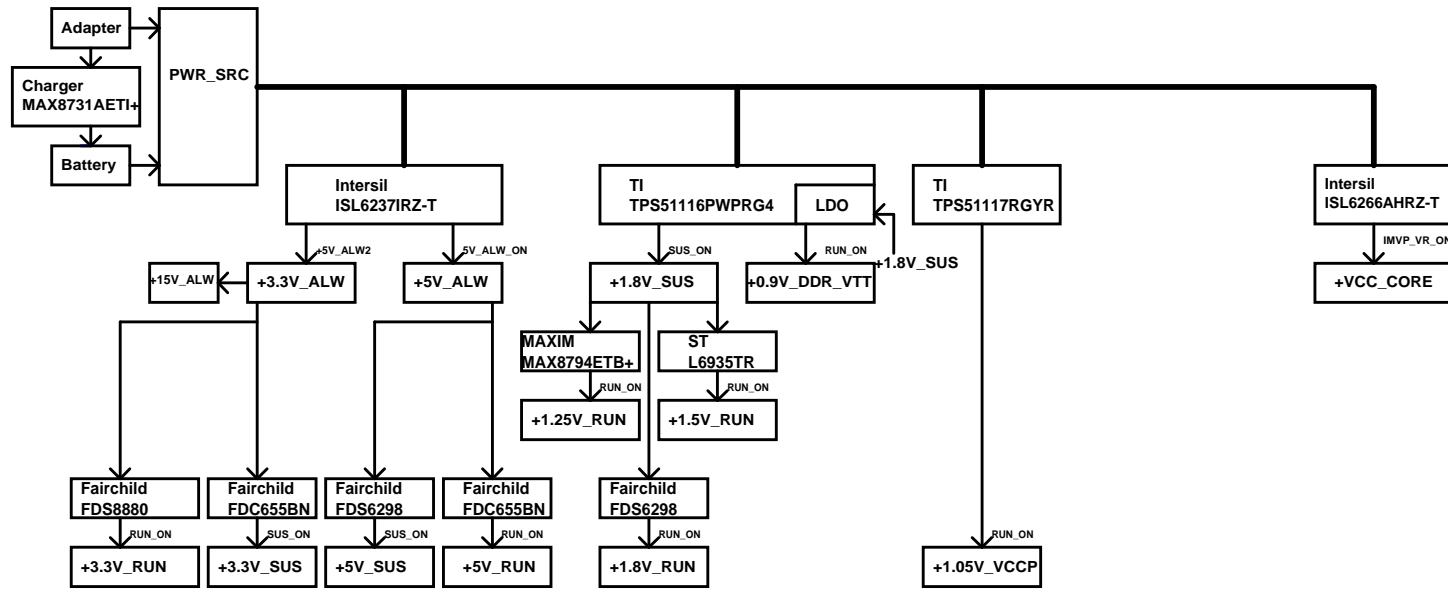 Adapter
PWR_SRC
Charger
MAX8731AETI+
Battery
Intersil
ISL6237IRZ-T
TI
TPS51116PWPRG4
LDO
TI
TPS51117RGYR
Intersil
ISL6266AHRZ-T
+5V_ALW2
5V_ALW_ON
SUS_ON
RUN_ON
+1.8V_SUS
IMVP_VR_ON
+15V_ALW
+3.3V_ALW
+5V_ALW
+1.8V_SUS
+0.9V_DDR_VTT
+VCC_CORE
MAXIM
MAX8794ETB+
ST
L6935TR
RUN_ON
RUN_ON
+1.25V_RUN
+1.5V_RUN
Fairchild
FDS8880
Fairchild
FDC655BN
Fairchild
FDS6298
Fairchild
FDC655BN
Fairchild
FDS6298
RUN_ON
SUS_ON
SUS_ON
RUN_ON
RUN_ON
RUN_ON
+3.3V_RUN
+3.3V_SUS
+5V_SUS
+5V_RUN
+1.8V_RUN
+1.05V_VCCP